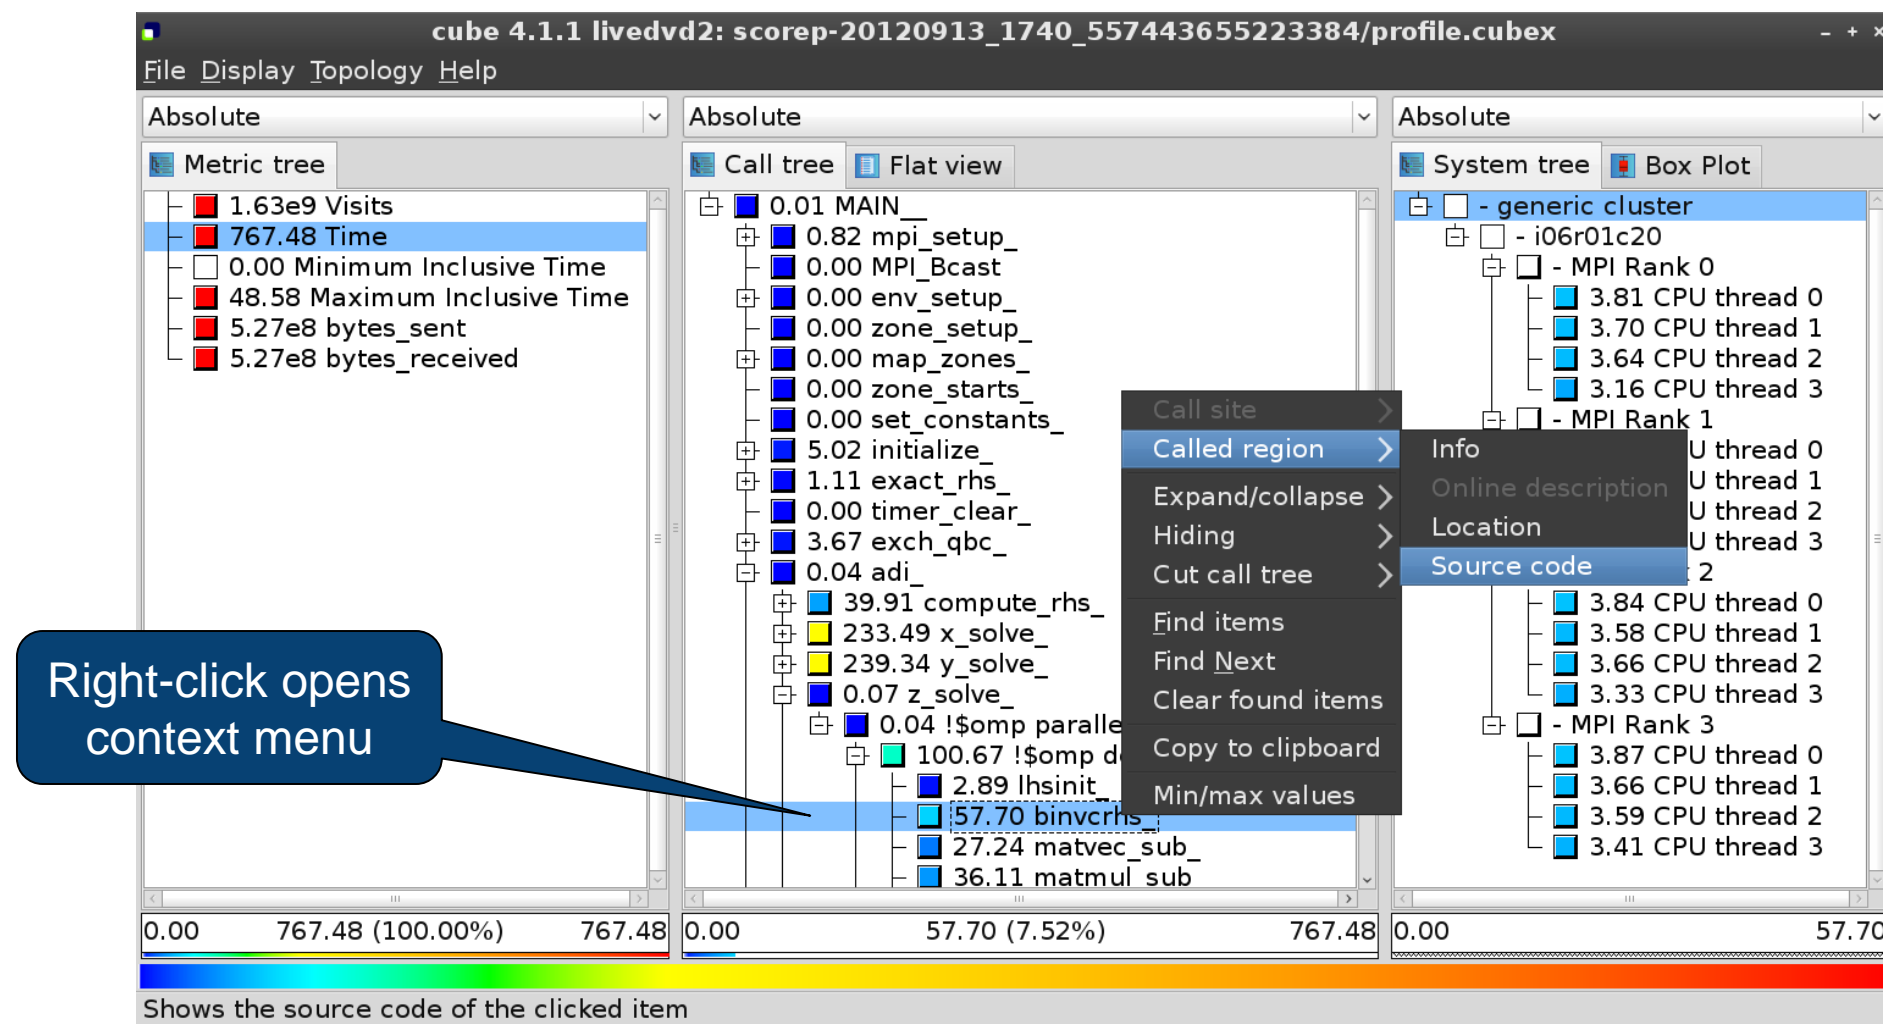 cube 4.1.1 livedvd2: scorep-20120913_1740_557443655223384/profile.cubex
File Display Topology Help
Absolute
Metric tree
1.63e9 Visits
767.48 Time
0.00 Minimum Inclusive Time
48.58 Maximum Inclusive Time
5.27e8 bytes_sent
5.27e8 bytes_received
0.00 767.48 (100.00%) 767.48
Absolute
Call tree Flat view
0.01 MAIN__
0.82 mpi_setup_
0.00 MPI_Bcast
0.00 env_setup_
0.00 zone_setup_
0.00 map_zones_
0.00 zone_starts_
0.00 set_constants_
5.02 initialize_
1.11 exact_rhs_
0.00 timer_clear_
3.67 exch_qbc_
0.04 adi_
39.91 compute_rhs_
233.49 x_solve_
239.34 y_solve_
0.07 z_solve_
0.04 !$omp paralle
100.67 !$omp d
2.89 lhsinit_
57.70 binvcrhs_
27.24 matvec_sub_
36.11 matmul_sub
0.00 57.70 (7.52%) 767.48
Call site
Called region
Expand/collapse
Hiding
Cut call tree
Find items
Find Next
Clear found items
Copy to clipboard
Min/max values
Info
Online description
Location
Source code
Absolute
System tree Box Plot
- generic cluster
- i06r01c20
- MPI Rank 0
3.81 CPU thread 0
3.70 CPU thread 1
3.64 CPU thread 2
3.16 CPU thread 3
- MPI Rank 1
U thread 0
U thread 1
U thread 2
U thread 3
2
3.84 CPU thread 0
3.58 CPU thread 1
3.66 CPU thread 2
3.33 CPU thread 3
- MPI Rank 3
3.87 CPU thread 0
3.66 CPU thread 1
3.59 CPU thread 2
3.41 CPU thread 3
0.00 57.70
Right-click opens
context menu
Shows the source code of the clicked item